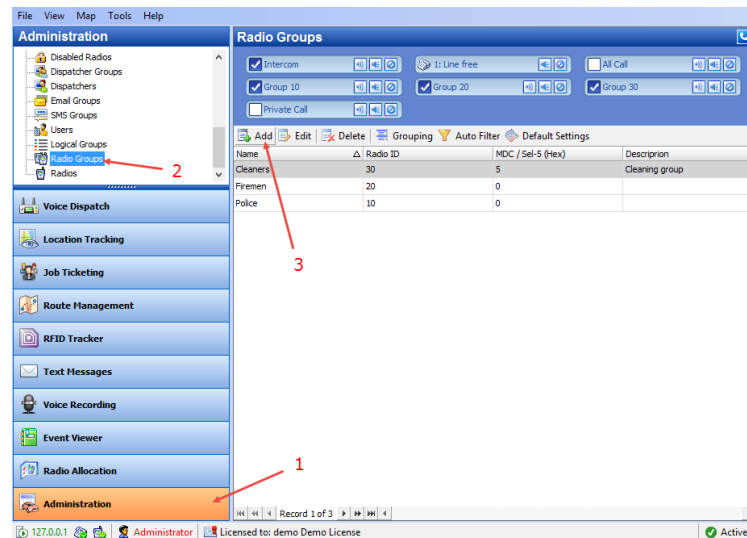 File View Map Tools Help
Administration
Radio Groups
Disabled Radios
Dispatcher Groups
Dispatchers
Email Groups
SMS Groups
Users
Logical Groups
Radio Groups
Radios
2
Intercom
1: Line free
All Call
Group 10
Group 20
Group 30
Private Call
Add Edit Delete Grouping Auto Filter Default Settings
Name Radio ID MDC / Sel-5 (Hex) Descriprion
Cleaners 30 5 Cleaning group
Firemen 20 0
Police 10 0
3
Voice Dispatch
Location Tracking
Job Ticketing
Route Management
RFID Tracker
Text Messages
Voice Recording
Event Viewer
Radio Allocation
Administration
1
Record 1 of 3
127.0.0.1 Administrator Licensed to: demo Demo License Active